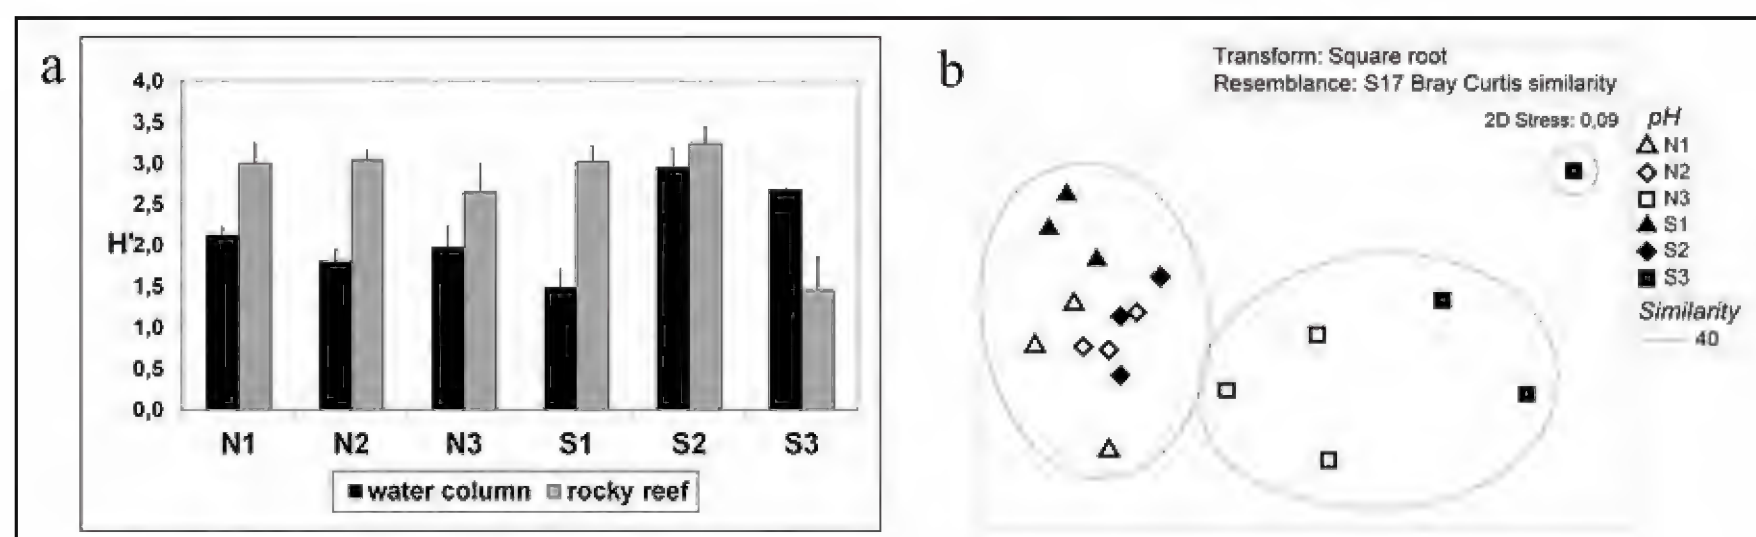 a
4,0
3,5
3,0
2,5
H'2,0
1,5
1,0
0,5
0,0
N1 N2 N3 S1 S2 S3
water column rocky reef
b
Transform: Square root
Resemblance: S17 Bray Curtis similarity
2D Stress: 0,09
pH
N1
N2
N3
S1
S2
S3
Similarity
40